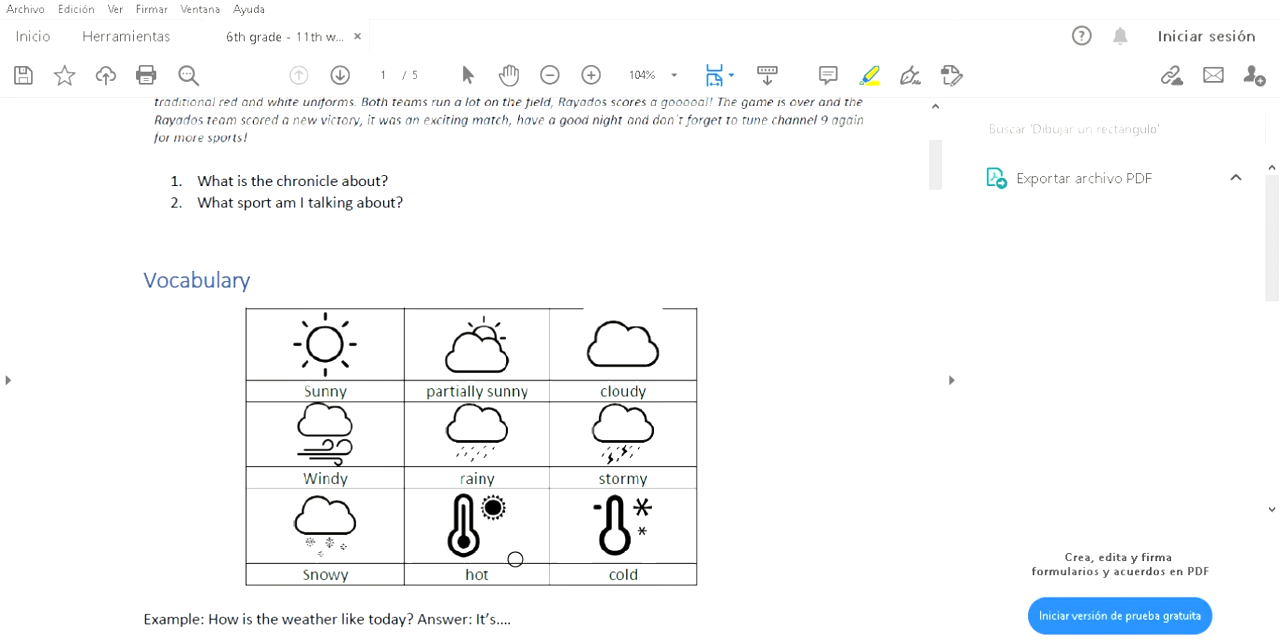 Archivo Edición Ver Firmar Ventana Ayuda
Inicio Herramientas 6th grade - 11th w... × Iniciar sesión
1 / 5 104%
traditional red and white uniforms. Both teams run a lot on the field, Rayados scores a gooooal! The game is over and the
Rayados team scored a new victory, it was an exciting match, have a good night and don't forget to tune channel 9 again
for more sports!
Buscar 'Dibujar un rectángulo'
Exportar archivo PDF
1. What is the chronicle about?
2. What sport am I talking about?
Vocabulary
Sunny partially sunny cloudy
Windy rainy stormy
Snowy hot cold
Crea, edita y firma
formularios y acuerdos en PDF
Iniciar versión de prueba gratuita
Example: How is the weather like today? Answer: It's....